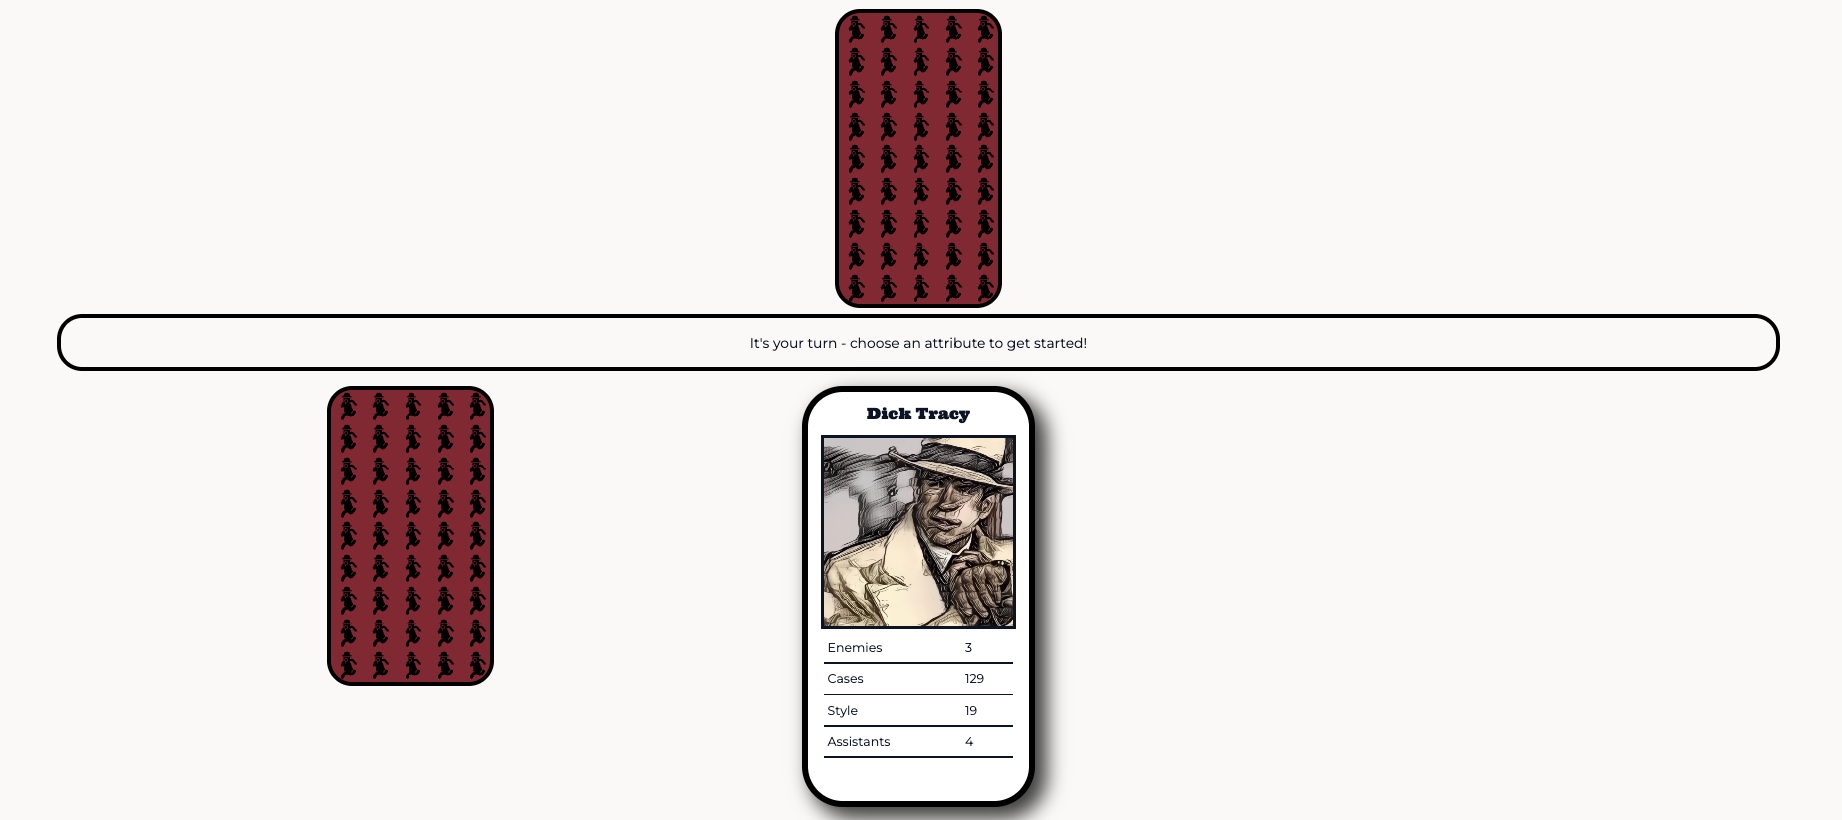 It's your turn - choose an attribute to get started!
Dick Tracy
Enemies 3
Cases 129
Style 19
Assistants 4